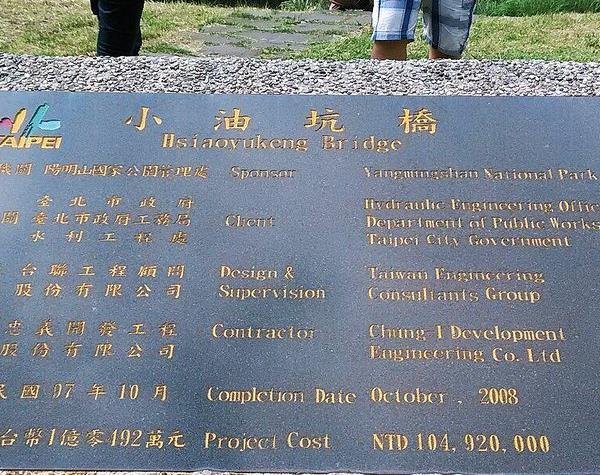 TAIPEI
小油坑橋
Hsiaoyukeng Bridge
機關 陽明山國家公園管理處 Sponsor Yangmingshan National Park
臺北市政府 Hydraulic Engineering Offic
關 臺北市政府工務局 Client Department of Public Works
水利工程處 Taipei City Government
台聯工程顧問 Design & Taiwan Engineering
股份有限公司 Supervision Consultants Group
忠義開發工程 Contractor Chung-I Development
股份有限公司 Engineering Co. Ltd
民國97年10月 Completion Date October , 2008
台幣1億零492萬元 Project Cost NTD 104,920,000